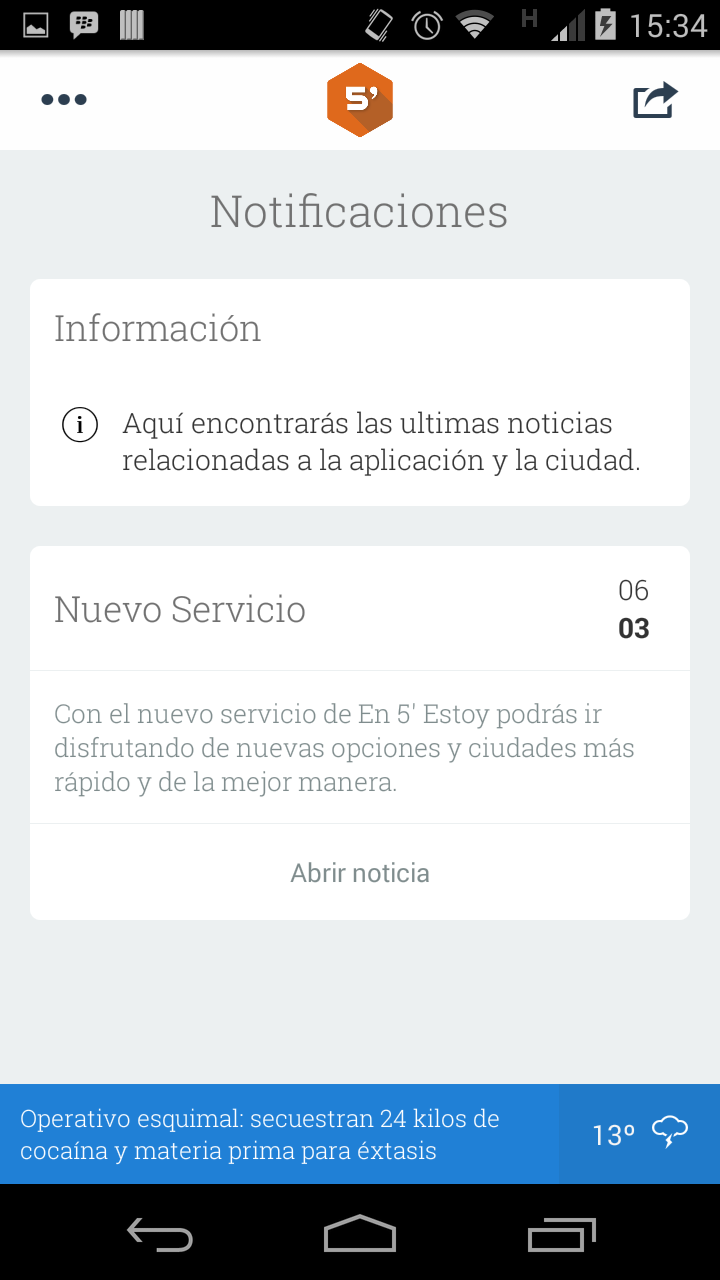 H
15:34
5'
Notificaciones
Información
i
Aquí encontrarás las ultimas noticias
relacionadas a la aplicación y la ciudad.
Nuevo Servicio
06
03
Con el nuevo servicio de En 5' Estoy podrás ir
disfrutando de nuevas opciones y ciudades más
rápido y de la mejor manera.
Abrir noticia
Operativo esquimal: secuestran 24 kilos de
cocaína y materia prima para éxtasis
13º